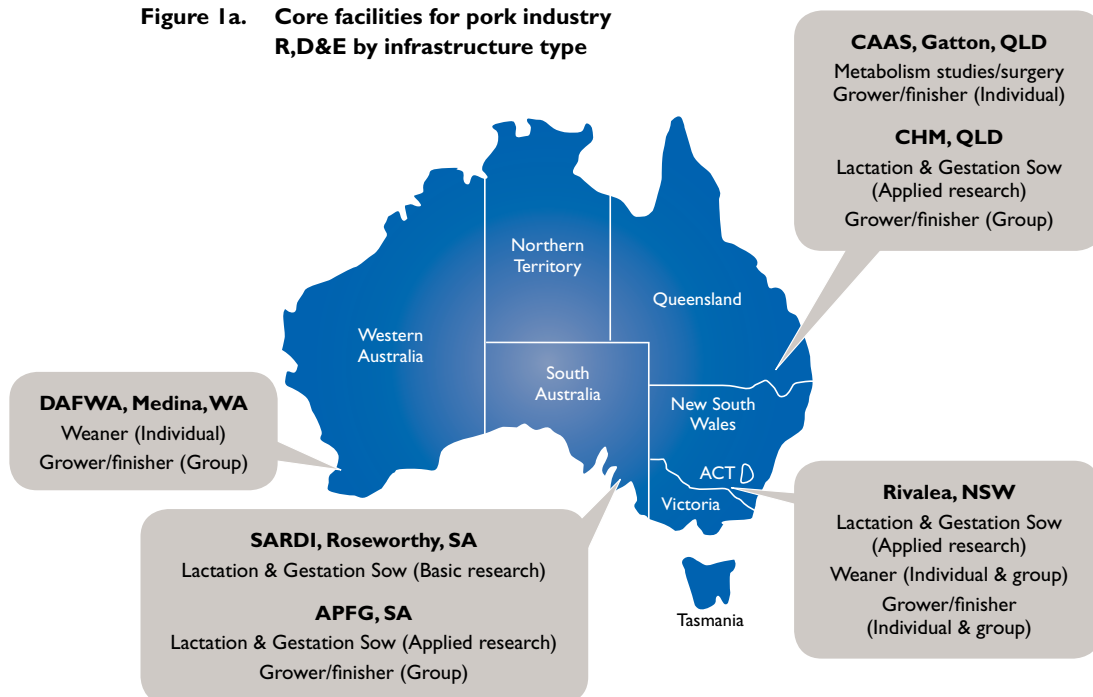 Figure 1a. Core facilities for pork industry
R,D&E by infrastructure type
CAAS, Gatton, QLD
Metabolism studies/surgery
Grower/finisher (Individual)
CHM, QLD
Lactation & Gestation Sow
(Applied research)
Grower/finisher (Group)
Northern
Territory
Queensland
Western
Australia
South
Australia
New South
Wales
ACT
Victoria
Tasmania
DAFWA, Medina, WA
Weaner (Individual)
Grower/finisher (Group)
SARDI, Roseworthy, SA
Lactation & Gestation Sow (Basic research)
APFG, SA
Lactation & Gestation Sow (Applied research)
Grower/finisher (Group)
Rivalea, NSW
Lactation & Gestation Sow
(Applied research)
Weaner (Individual & group)
Grower/finisher
(Individual & group)